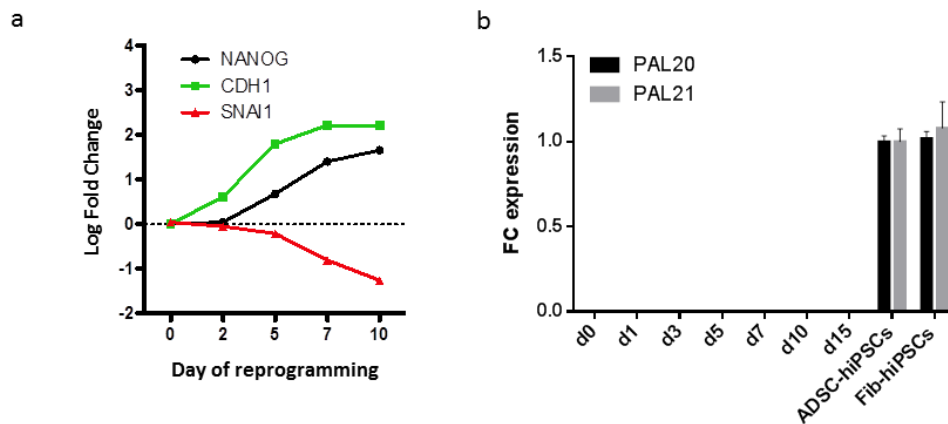 a
NANOG
CDH1
SNAI1
Log Fold Change
4
3
2
1
0
-1
-2
0 2 5 7 10
Day of reprogramming
b
PAL20
PAL21
FC expression
1.5
1.0
0.5
0.0
d0 d1 d3 d5 d7 d10 d15 ADSC-hiPSCs Fib-hiPSCs